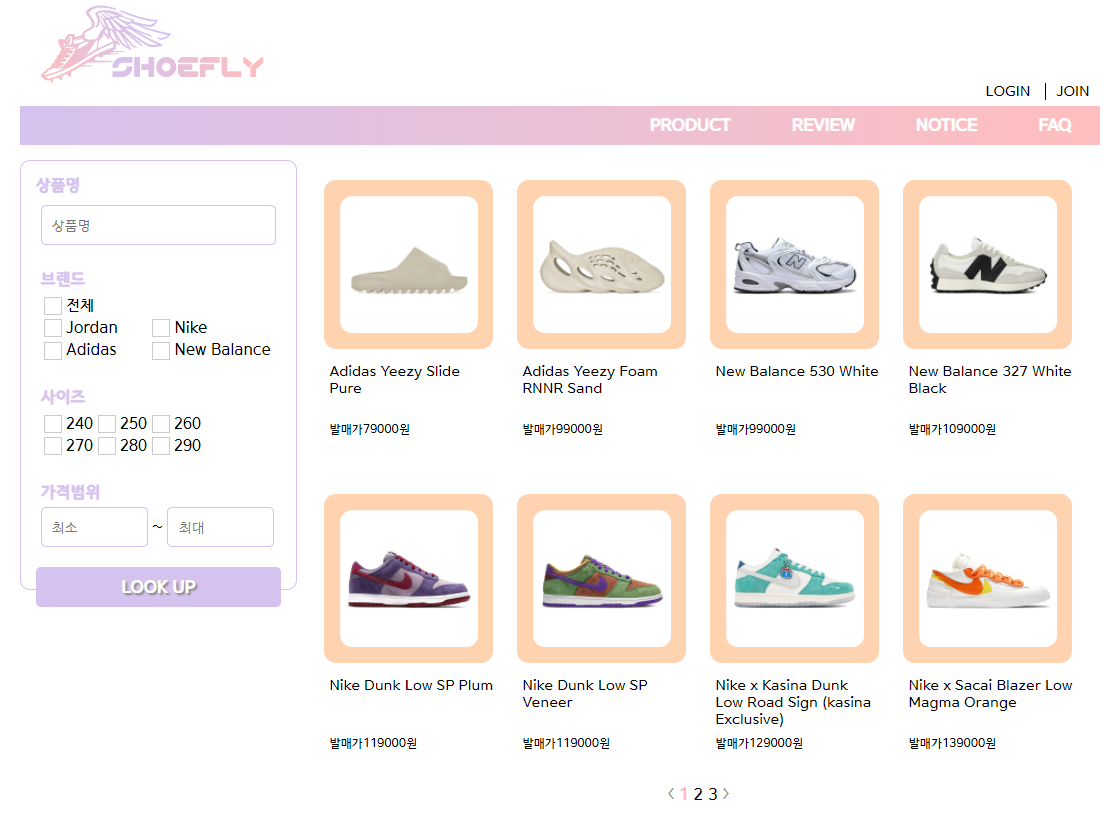 SHOEFLY
LOGIN | JOIN
PRODUCT REVIEW NOTICE FAQ
상품명
상품명
브랜드
전체
Jordan Nike
Adidas New Balance
사이즈
240 250 260
270 280 290
가격범위
최소 ~ 최대
LOOK UP
Adidas Yeezy Slide
Pure
발매가79000원
Adidas Yeezy Foam
RNNR Sand
발매가99000원
New Balance 530 White
발매가99000원
New Balance 327 White
Black
발매가109000원
Nike Dunk Low SP Plum
발매가119000원
Nike Dunk Low SP
Veneer
발매가119000원
Nike x Kasina Dunk
Low Road Sign (kasina
Exclusive)
발매가129000원
Nike x Sacai Blazer Low
Magma Orange
발매가139000원
< 1 2 3 >